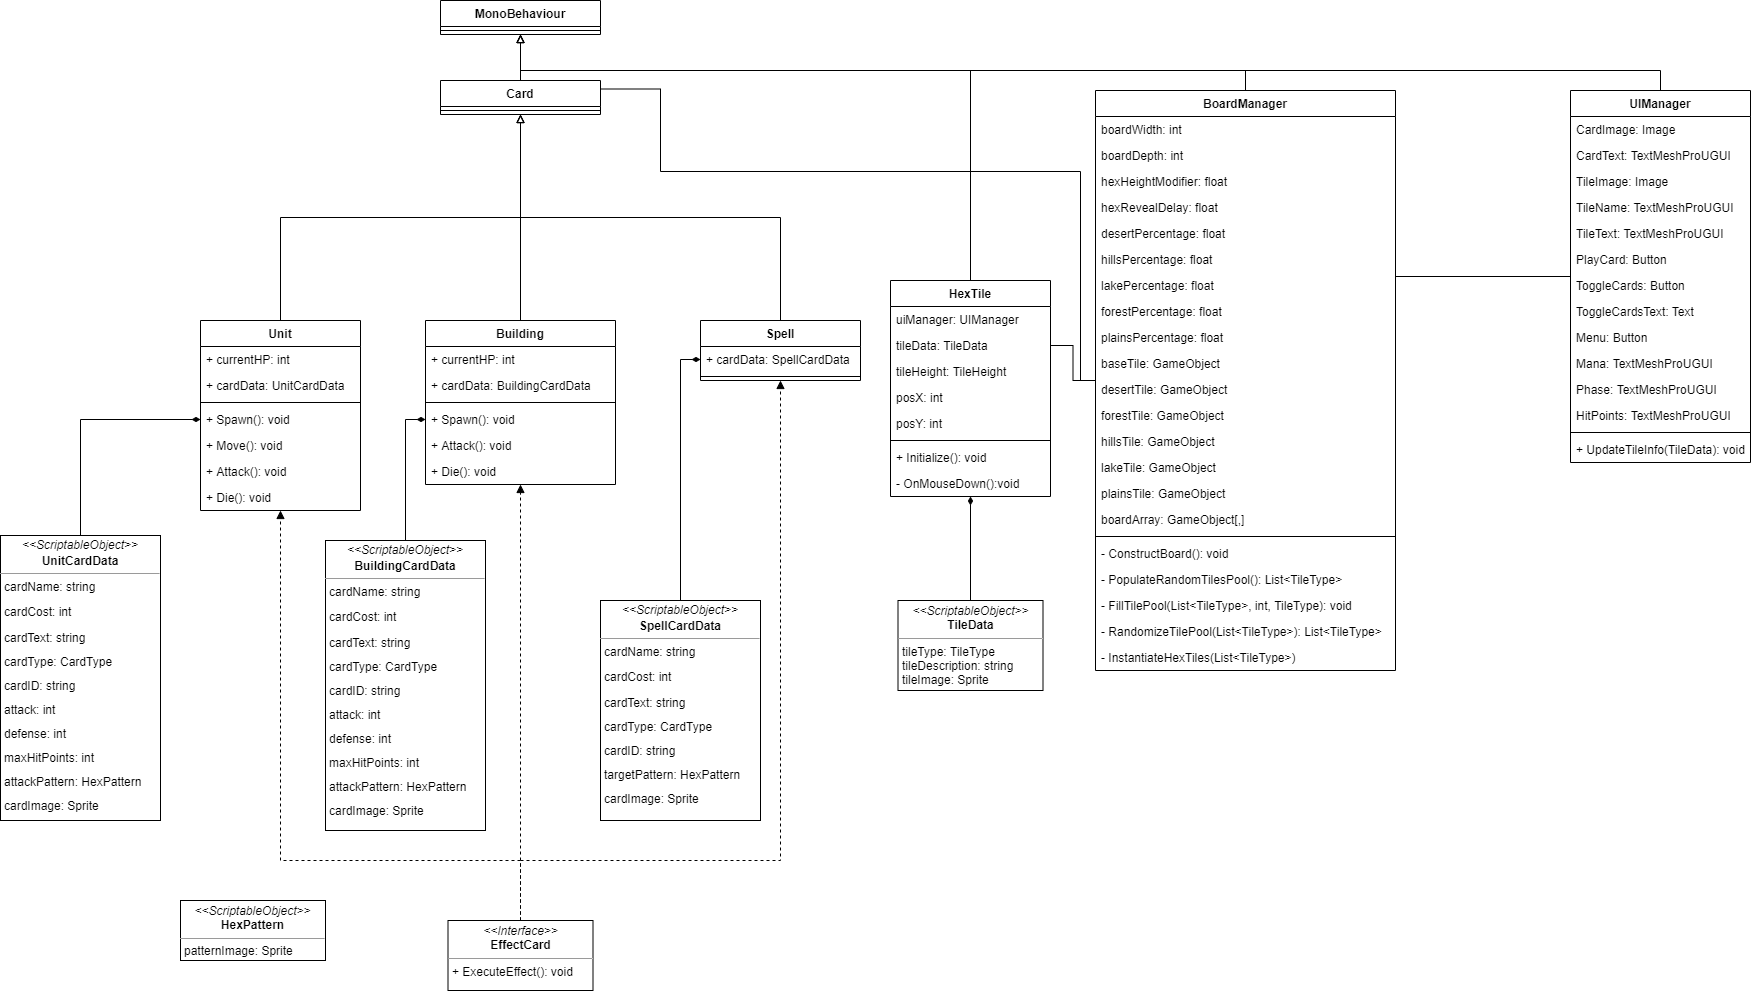 MonoBehaviour
Card
BoardManager
boardWidth: int
boardDepth: int
hexHeightModifier: float
hexRevealDelay: float
desertPercentage: float
hillsPercentage: float
lakePercentage: float
forestPercentage: float
plainsPercentage: float
baseTile: GameObject
desertTile: GameObject
forestTile: GameObject
hillsTile: GameObject
lakeTile: GameObject
plainsTile: GameObject
boardArray: GameObject[,]
- ConstructBoard(): void
- PopulateRandomTilesPool(): List<TileType>
- FillTilePool(List<TileType>, int, TileType): void
- RandomizeTilePool(List<TileType>): List<TileType>
- InstantiateHexTiles(List<TileType>)
UIManager
CardImage: Image
CardText: TextMeshProUGUI
TileImage: Image
TileName: TextMeshProUGUI
TileText: TextMeshProUGUI
PlayCard: Button
ToggleCards: Button
ToggleCardsText: Text
Menu: Button
Mana: TextMeshProUGUI
Phase: TextMeshProUGUI
HitPoints: TextMeshProUGUI
+ UpdateTileInfo(TileData): void
HexTile
uiManager: UIManager
tileData: TileData
tileHeight: TileHeight
posX: int
posY: int
+ Initialize(): void
- OnMouseDown():void
Unit
+ currentHP: int
+ cardData: UnitCardData
+ Spawn(): void
+ Move(): void
+ Attack(): void
+ Die(): void
Building
+ currentHP: int
+ cardData: BuildingCardData
+ Spawn(): void
+ Attack(): void
+ Die(): void
Spell
+ cardData: SpellCardData
<<ScriptableObject>>
UnitCardData
cardName: string
cardCost: int
cardText: string
cardType: CardType
cardID: string
attack: int
defense: int
maxHitPoints: int
attackPattern: HexPattern
cardImage: Sprite
<<ScriptableObject>>
BuildingCardData
cardName: string
cardCost: int
cardText: string
cardType: CardType
cardID: string
attack: int
defense: int
maxHitPoints: int
attackPattern: HexPattern
cardImage: Sprite
<<ScriptableObject>>
SpellCardData
cardName: string
cardCost: int
cardText: string
cardType: CardType
cardID: string
targetPattern: HexPattern
cardImage: Sprite
<<ScriptableObject>>
TileData
tileType: TileType
tileDescription: string
tileImage: Sprite
<<ScriptableObject>>
HexPattern
patternImage: Sprite
<<Interface>>
EffectCard
+ ExecuteEffect(): void